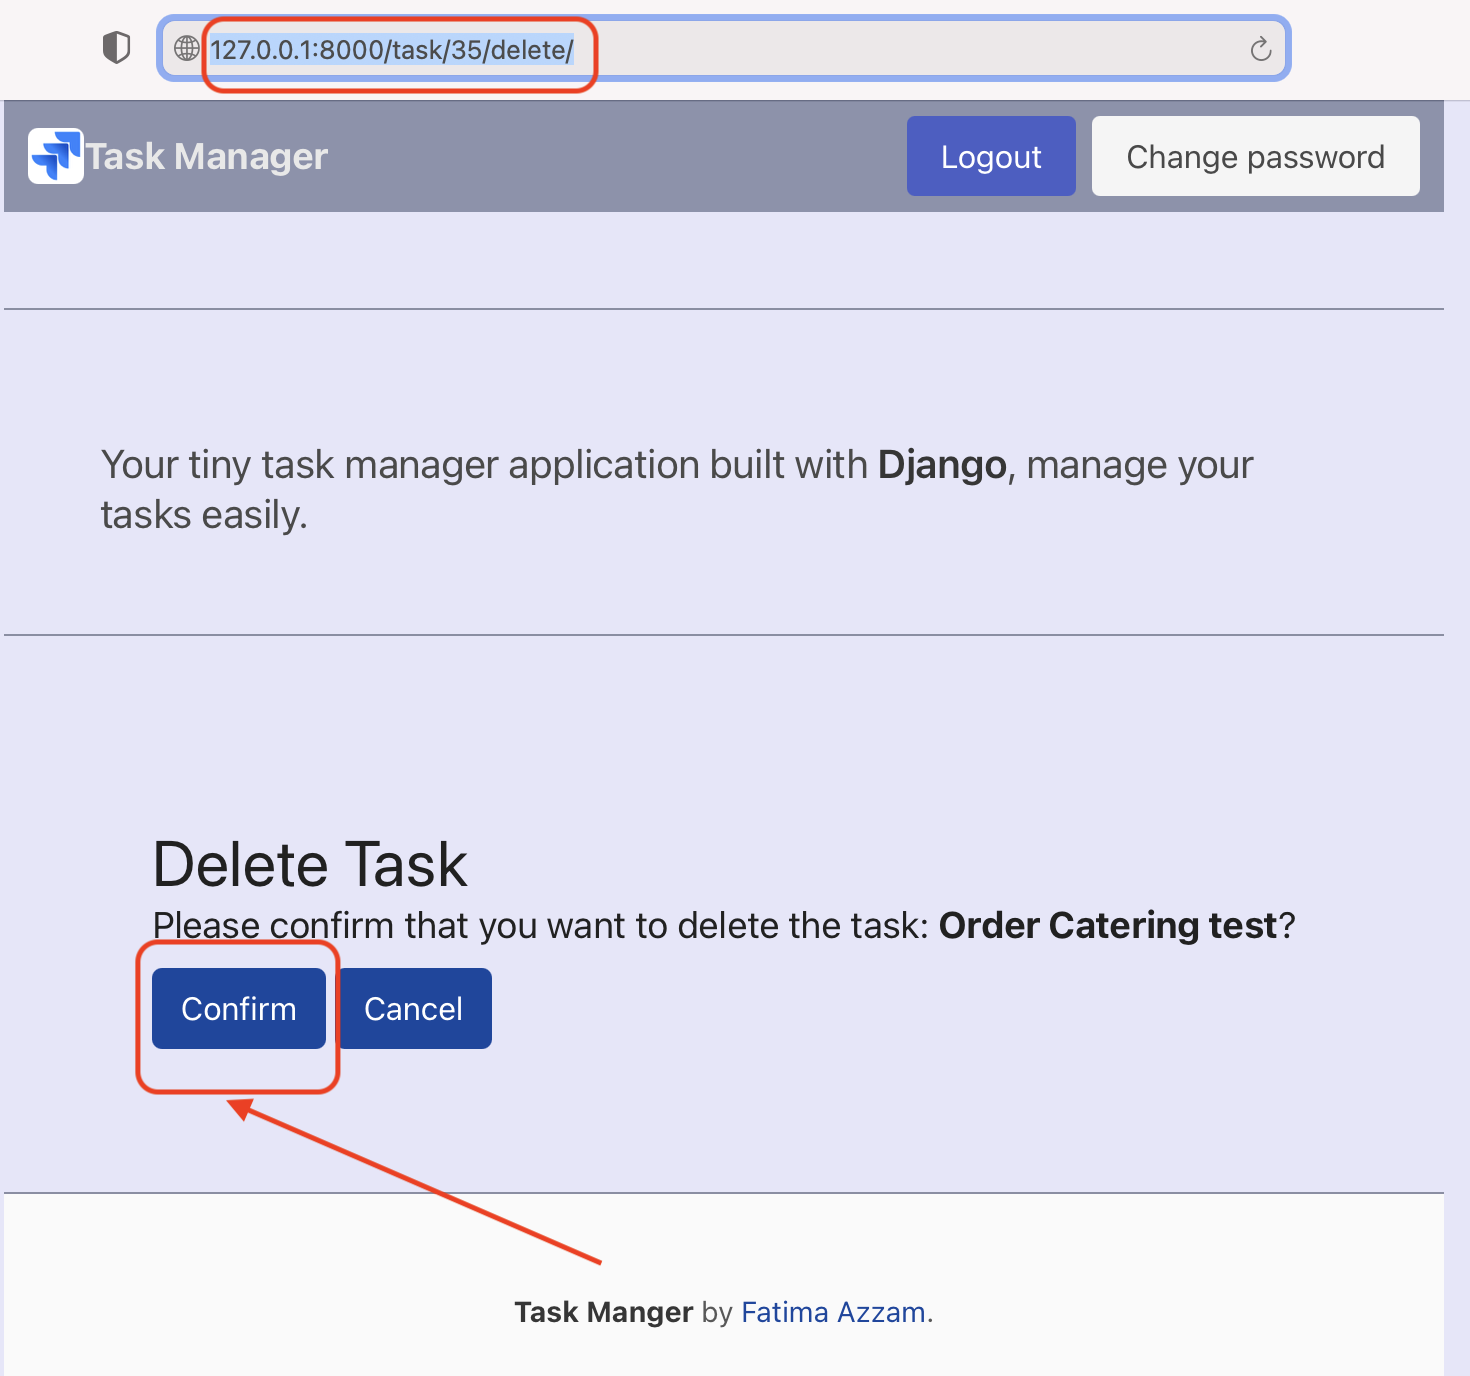 127.0.0.1:8000/task/35/delete/
Task Manager
Logout
Change password
Your tiny task manager application built with Django, manage your
tasks easily.
Delete Task
Please confirm that you want to delete the task: Order Catering test?
Confirm
Cancel
Task Manger by Fatima Azzam.